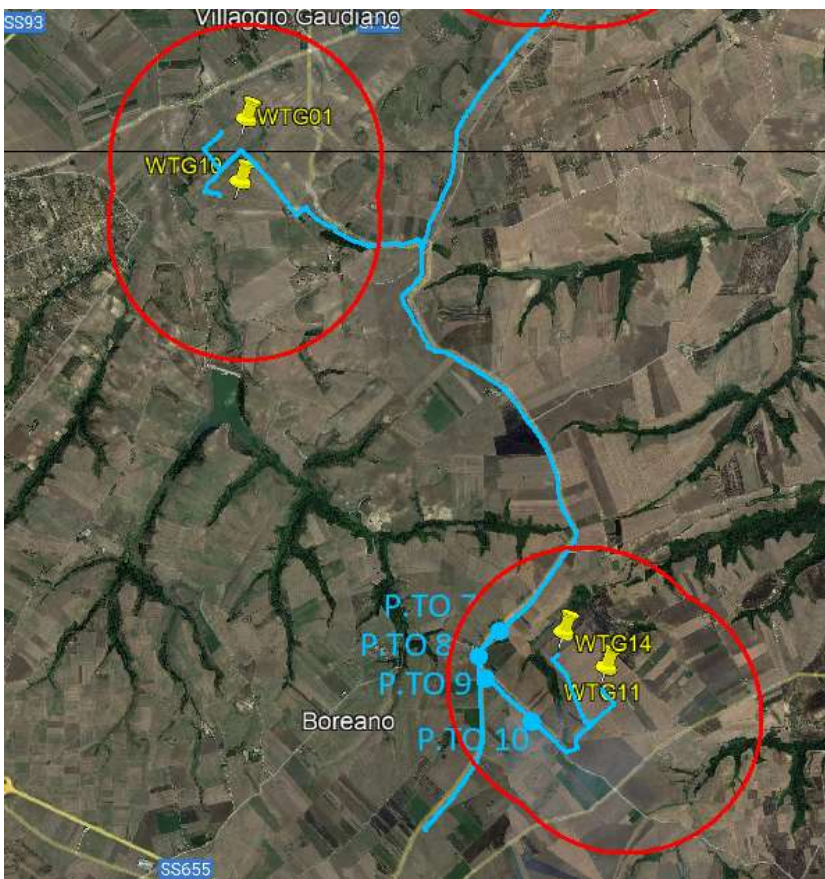 Villaggio Gaudiano
SS93
WTG01
WTG10
P.TO 7
WTG14
P.TO 8
WTG11
P.TO 9
Boreano
P.TO 10
SS655